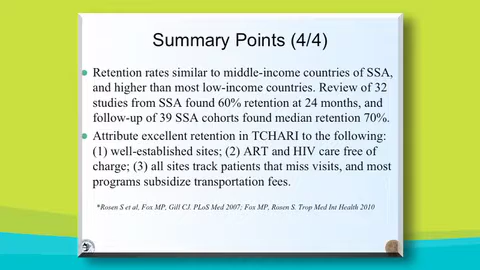 Summary Points (4/4)
Retention rates similar to middle-income countries of SSA,
and higher than most low-income countries. Review of 32
studies from SSA found 60% retention at 24 months, and
follow-up of 39 SSA cohorts found median retention 70%.
Attribute excellent retention in TCHARI to the following:
(1) well-established sites; (2) ART and HIV care free of
charge; (3) all sites track patients that miss visits, and most
programs subsidize transportation fees.
*Rosen S et al, Fox MP, Gill CJ. PLoS Med 2007; Fox MP, Rosen S. Trop Med Int Health 2010